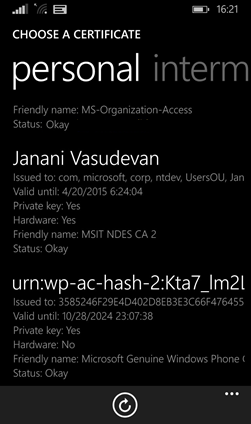 16:21
CHOOSE A CERTIFICATE
personal interm
Friendly name: MS-Organization-Access
Status: Okay
Janani Vasudevan
Issued to: com, microsoft, corp, ntdev, UsersOU, Jan
Valid until: 4/20/2015 6:24:04
Private key: Yes
Hardware: Yes
Friendly name: MSIT NDES CA 2
Status: Okay
urn:wp-ac-hash-2:Kta7_lm2L
Issued to: 3585246F29E4D402D8EB3E3C66F476455
Valid until: 10/28/2024 23:07:38
Private key: Yes
Hardware: No
Friendly name: Microsoft Genuine Windows Phone
Status: Okay